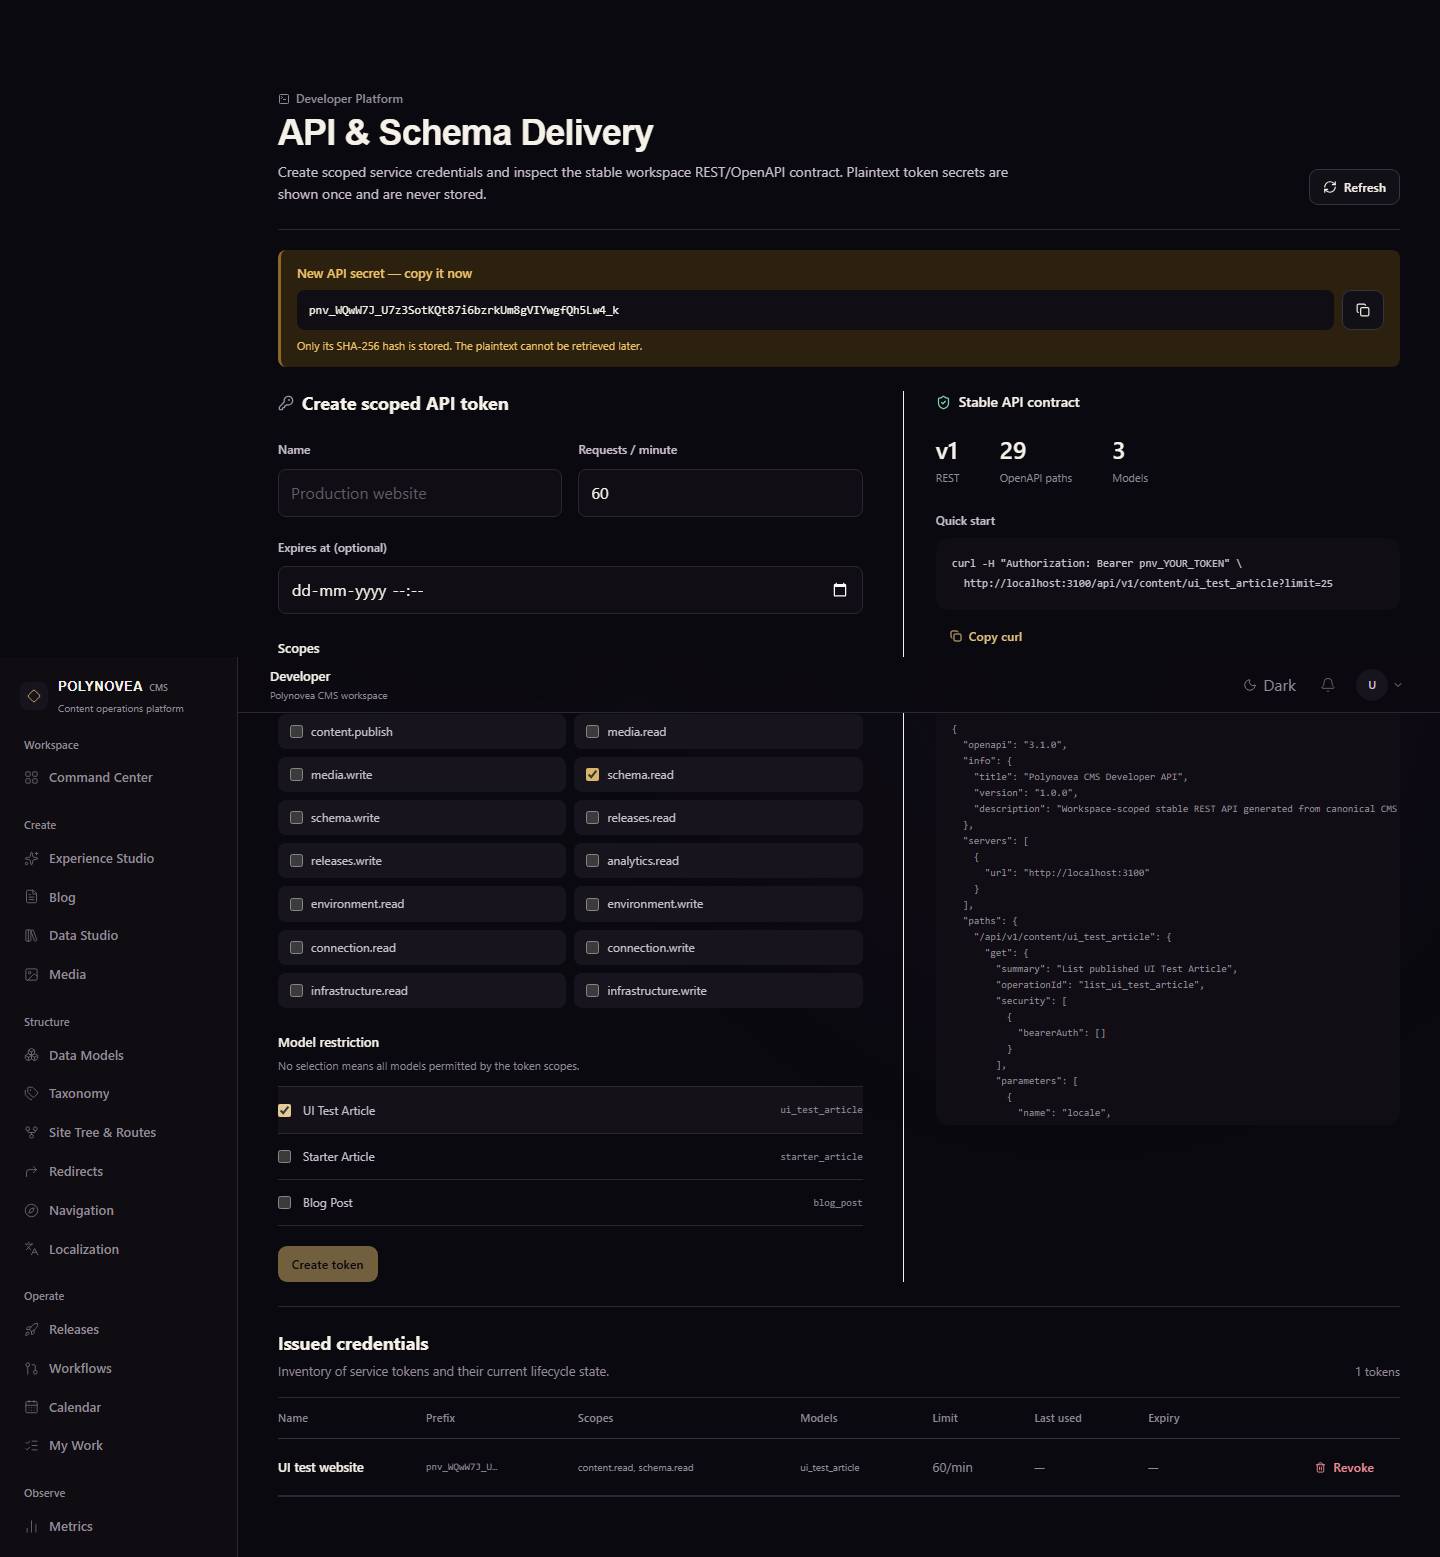 Developer Platform
API & Schema Delivery
Create scoped service credentials and inspect the stable workspace REST/OpenAPI contract. Plaintext token secrets are
shown once and are never stored.
Refresh
New API secret — copy it now
pnv_WQwW7J_U7z3SotKQt87i6bzrkUm8gVIYwgfQh5Lw4_k
Only its SHA-256 hash is stored. The plaintext cannot be retrieved later.
Create scoped API token
Name
Requests / minute
Production website
60
Expires at (optional)
dd-mm-yyyy --:--
Scopes
Stable API contract
v1
29
3
REST
OpenAPI paths
Models
Quick start
curl -H "Authorization: Bearer pnv_YOUR_TOKEN" \
http://localhost:3100/api/v1/content/ui_test_article?limit=25
Copy curl
POLYNOVEA CMS
Content operations platform
Developer
Polynovea CMS workspace
Dark
U
Workspace
Command Center
Create
Experience Studio
Blog
Data Studio
Media
Structure
Data Models
Taxonomy
Site Tree & Routes
Redirects
Navigation
Localization
Operate
Releases
Workflows
Calendar
My Work
Observe
Metrics
content.publish
media.read
media.write
schema.read
schema.write
releases.read
releases.write
analytics.read
environment.read
environment.write
connection.read
connection.write
infrastructure.read
infrastructure.write
Model restriction
No selection means all models permitted by the token scopes.
UI Test Article
ui_test_article
Starter Article
starter_article
Blog Post
blog_post
Create token
{
"openapi": "3.1.0",
"info": {
"title": "Polynovea CMS Developer API",
"version": "1.0.0",
"description": "Workspace-scoped stable REST API generated from canonical CMS
},
"servers": [
{
"url": "http://localhost:3100"
}
],
"paths": {
"/api/v1/content/ui_test_article": {
"get": {
"summary": "List published UI Test Article",
"operationId": "list_ui_test_article",
"security": [
{
"bearerAuth": []
}
],
"parameters": [
{
"name": "locale",
Issued credentials
Inventory of service tokens and their current lifecycle state.
1 tokens
Name
Prefix
Scopes
Models
Limit
Last used
Expiry
UI test website
pnv_WQwW7J_U…
content.read, schema.read
ui_test_article
60/min
—
—
Revoke